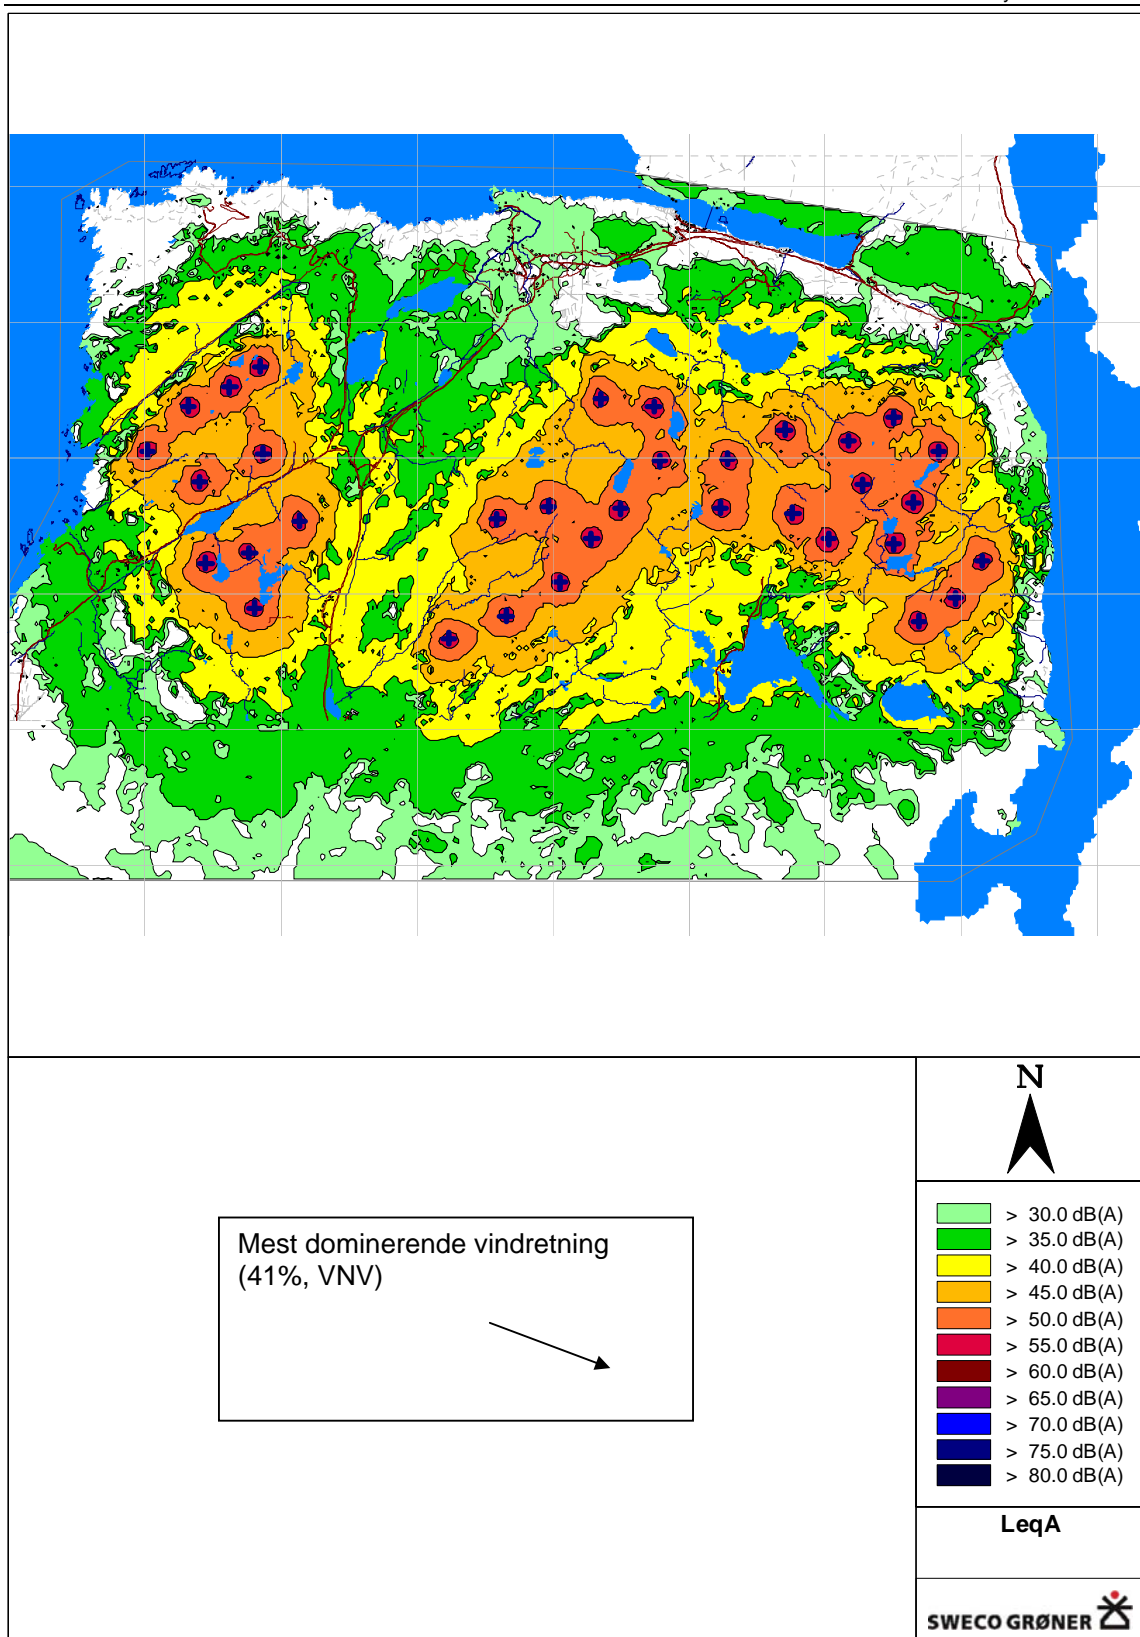 N
Mest dominerende vindretning
(41%, VNV)
> 30.0 dB(A)
> 35.0 dB(A)
> 40.0 dB(A)
> 45.0 dB(A)
> 50.0 dB(A)
> 55.0 dB(A)
> 60.0 dB(A)
> 65.0 dB(A)
> 70.0 dB(A)
> 75.0 dB(A)
> 80.0 dB(A)
LeqA
SWECO GRØNER